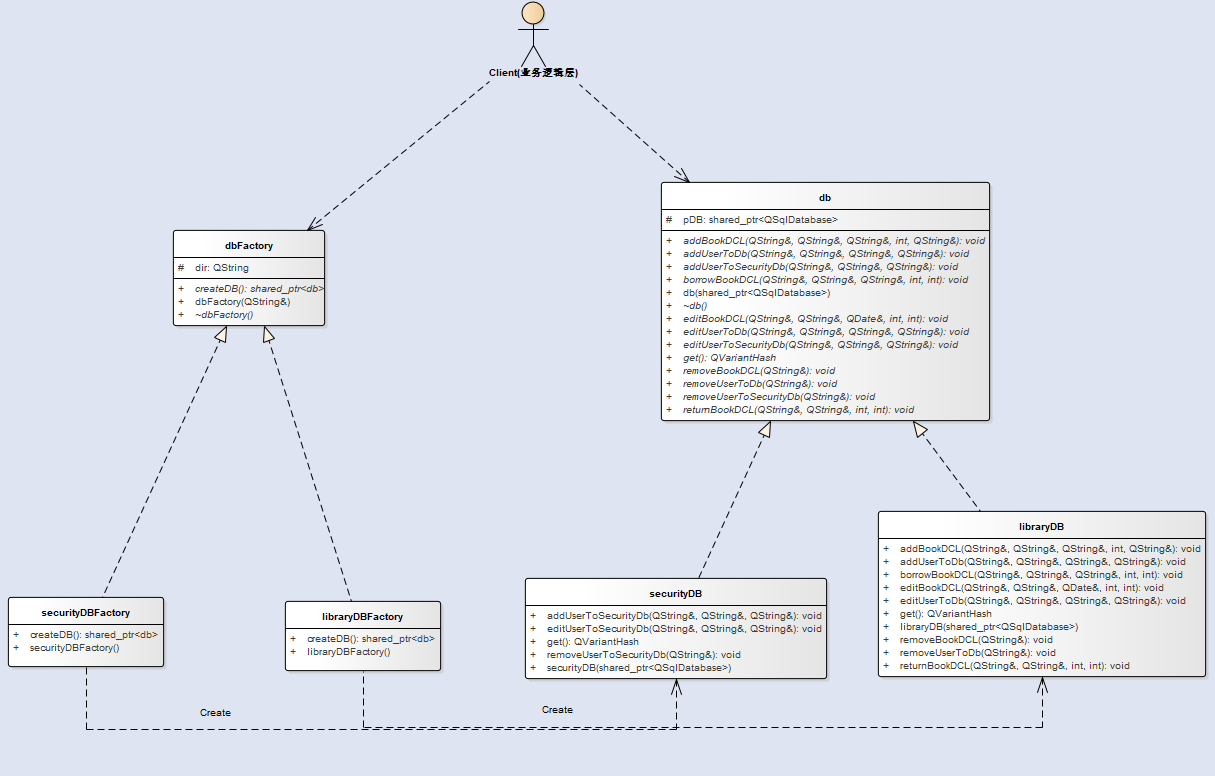 Client(业务逻辑层)
dbFactory
# dir: QString
+ createDB(): shared_ptr<db>
+ dbFactory(QString&)
+ ~dbFactory()
db
# pDB: shared_ptr<QSqlDatabase>
+ addBookDCL(QString&, QString&, QString&, int, QString&): void
+ addUserToDb(QString&, QString&, QString&, QString&): void
+ addUserToSecurityDb(QString&, QString&, QString&): void
+ borrowBookDCL(QString&, QString&, QString&, int, int): void
+ db(shared_ptr<QSqlDatabase>)
+ ~db()
+ editBookDCL(QString&, QString&, QDate&, int, int): void
+ editUserToDb(QString&, QString&, QString&, QString&): void
+ editUserToSecurityDb(QString&, QString&, QString&): void
+ get(): QVariantHash
+ removeBookDCL(QString&): void
+ removeUserToDb(QString&): void
+ removeUserToSecurityDb(QString&): void
+ returnBookDCL(QString&, QString&, int, int): void
securityDBFactory
+ createDB(): shared_ptr<db>
+ securityDBFactory()
libraryDBFactory
+ createDB(): shared_ptr<db>
+ libraryDBFactory()
securityDB
+ addUserToSecurityDb(QString&, QString&, QString&): void
+ editUserToSecurityDb(QString&, QString&, QString&): void
+ get(): QVariantHash
+ removeUserToSecurityDb(QString&): void
+ securityDB(shared_ptr<QSqlDatabase>)
libraryDB
+ addBookDCL(QString&, QString&, QString&, int, QString&): void
+ addUserToDb(QString&, QString&, QString&, QString&): void
+ borrowBookDCL(QString&, QString&, QString&, int, int): void
+ editBookDCL(QString&, QString&, QDate&, int, int): void
+ editUserToDb(QString&, QString&, QString&, QString&): void
+ get(): QVariantHash
+ libraryDB(shared_ptr<QSqlDatabase>)
+ removeBookDCL(QString&): void
+ removeUserToDb(QString&): void
+ returnBookDCL(QString&, QString&, int, int): void
Create
Create